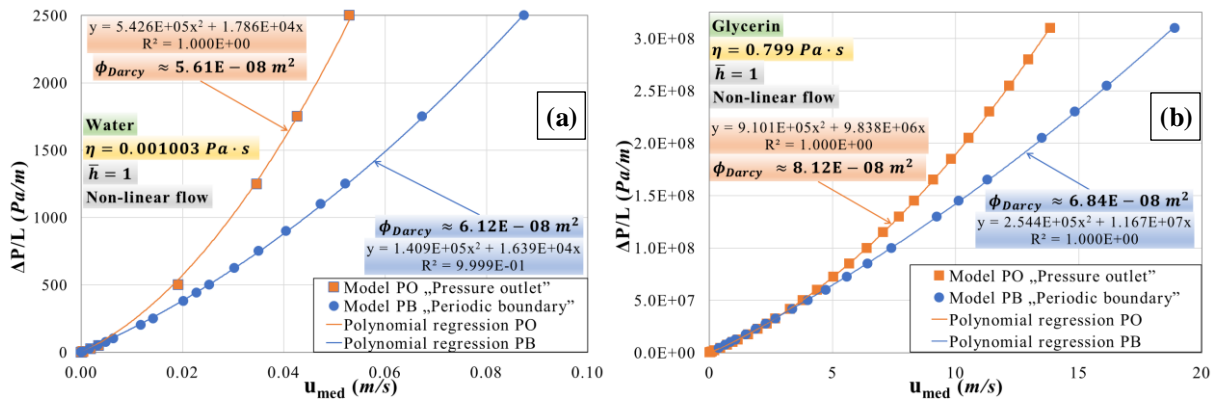 2500
2000
1500
1000
500
0
ΔP/L (Pa/m)
y = 5.426E+05x² + 1.786E+04x
R² = 1.000E+00
ϕDarcy ≈ 5.61E − 08 m²
Water
η = 0.001003 Pa · s
h̅ = 1
Non-linear flow
(a)
ϕDarcy ≈ 6.12E − 08 m²
y = 1.409E+05x² + 1.639E+04x
R² = 9.999E-01
Model PO „Pressure outlet”
Model PB „Periodic boundary”
Polynomial regression PO
Polynomial regression PB
0.00 0.02 0.04 0.06 0.08 0.10
umed (m/s)
3.0E+08
2.5E+08
2.0E+08
1.5E+08
1.0E+08
5.0E+07
0.0E+00
ΔP/L (Pa/m)
Glycerin
η = 0.799 Pa · s
h̅ = 1
Non-linear flow
(b)
y = 9.101E+05x² + 9.838E+06x
R² = 1.000E+00
ϕDarcy ≈ 8.12E − 08 m²
ϕDarcy ≈ 6.84E − 08 m²
y = 2.544E+05x² + 1.167E+07x
R² = 1.000E+00
Model PO „Pressure outlet”
Model PB „Periodic boundary”
Polynomial regression PO
Polynomial regression PB
0 5 10 15 20
umed (m/s)